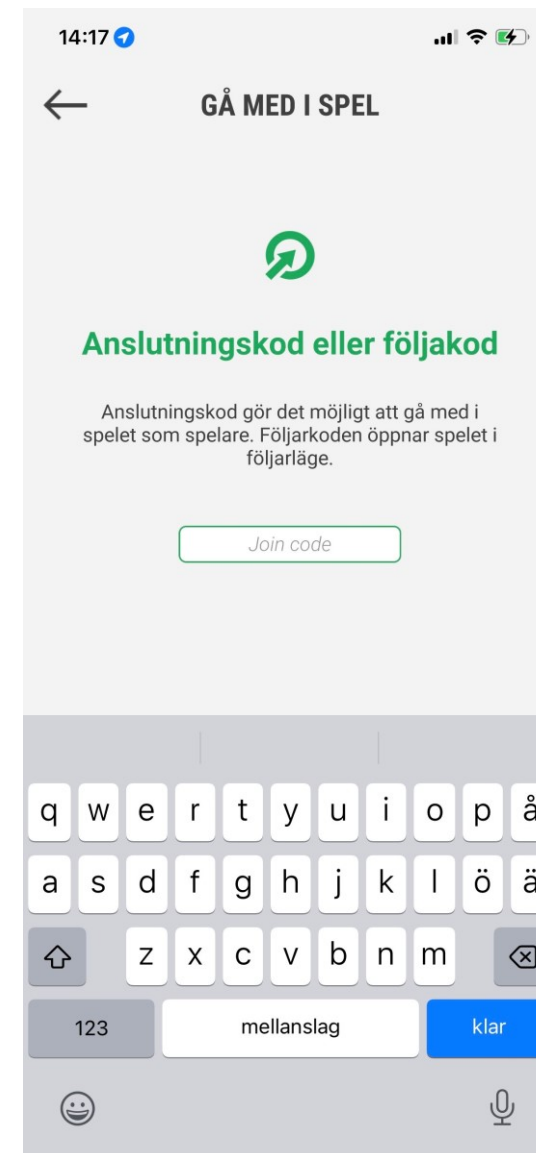 14:17
GÅ MED I SPEL
Anslutningskod eller följakod
Anslutningskod gör det möjligt att gå med i
spelet som spelare. Följarkoden öppnar spelet i
följarläge.
Join code
q w e r t y u i o p å
a s d f g h j k l ö ä
z x c v b n m
123 mellanslag klar